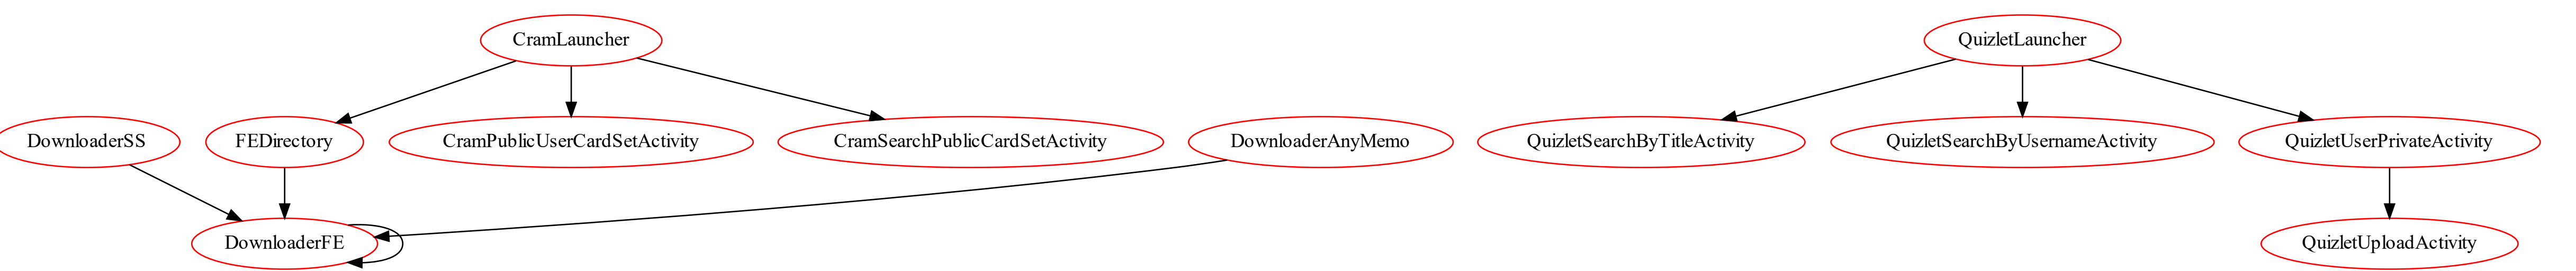 CramLauncher
QuizletLauncher
DownloaderSS
FEDirectory
CramPublicUserCardSetActivity
CramSearchPublicCardSetActivity
DownloaderAnyMemo
QuizletSearchByTitleActivity
QuizletSearchByUsernameActivity
QuizletUserPrivateActivity
DownloaderFE
QuizletUploadActivity